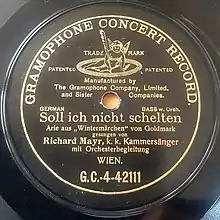 GRAMOPHONE CONCERT RECORD.
TRADE MARK
PATENTED PATENTED
Manufactured by
The Gramophone Company, Limited.
and Sister Companies.
GERMAN BASS w. Orch.
Soll ich nicht schelten
Arie aus „Wintermärchen" von Goldmark
gesungen von
Richard Mayr, k. k. Kammersänger
mit Orchesterbegleitung
WIEN.
G.C.-4-42111